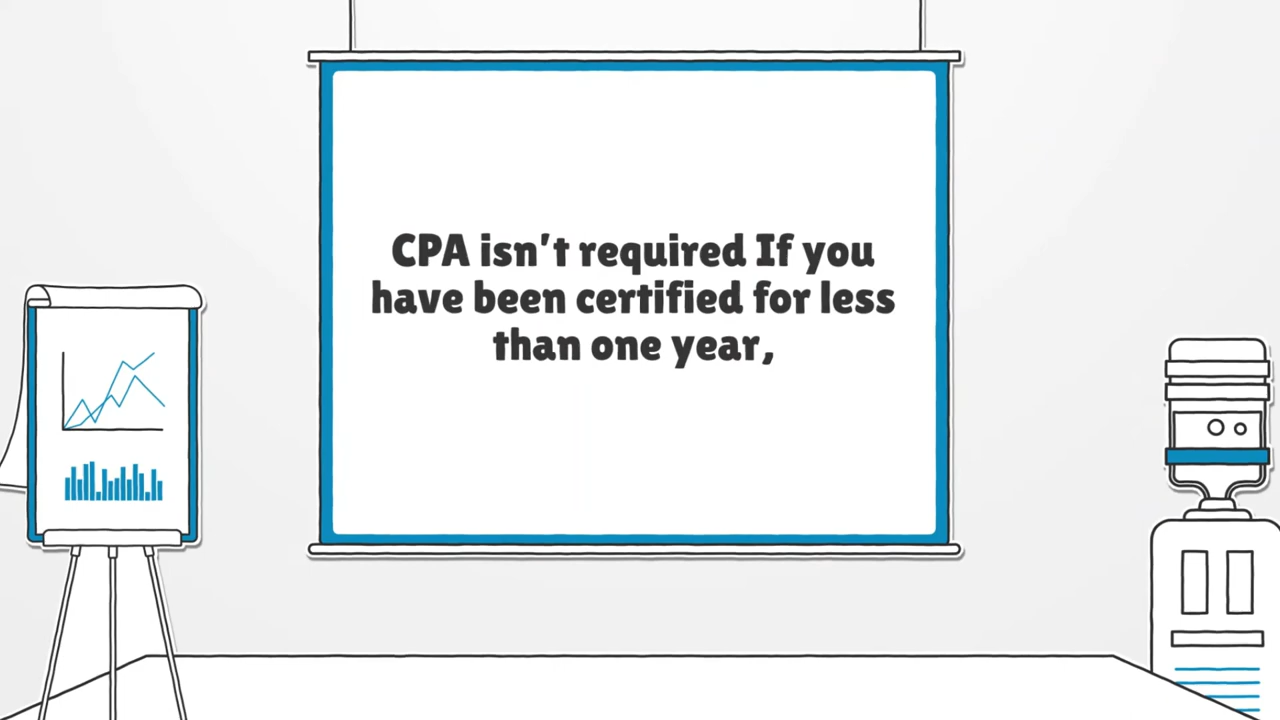 CPA isn't required If you
have been certified for less
than one year,